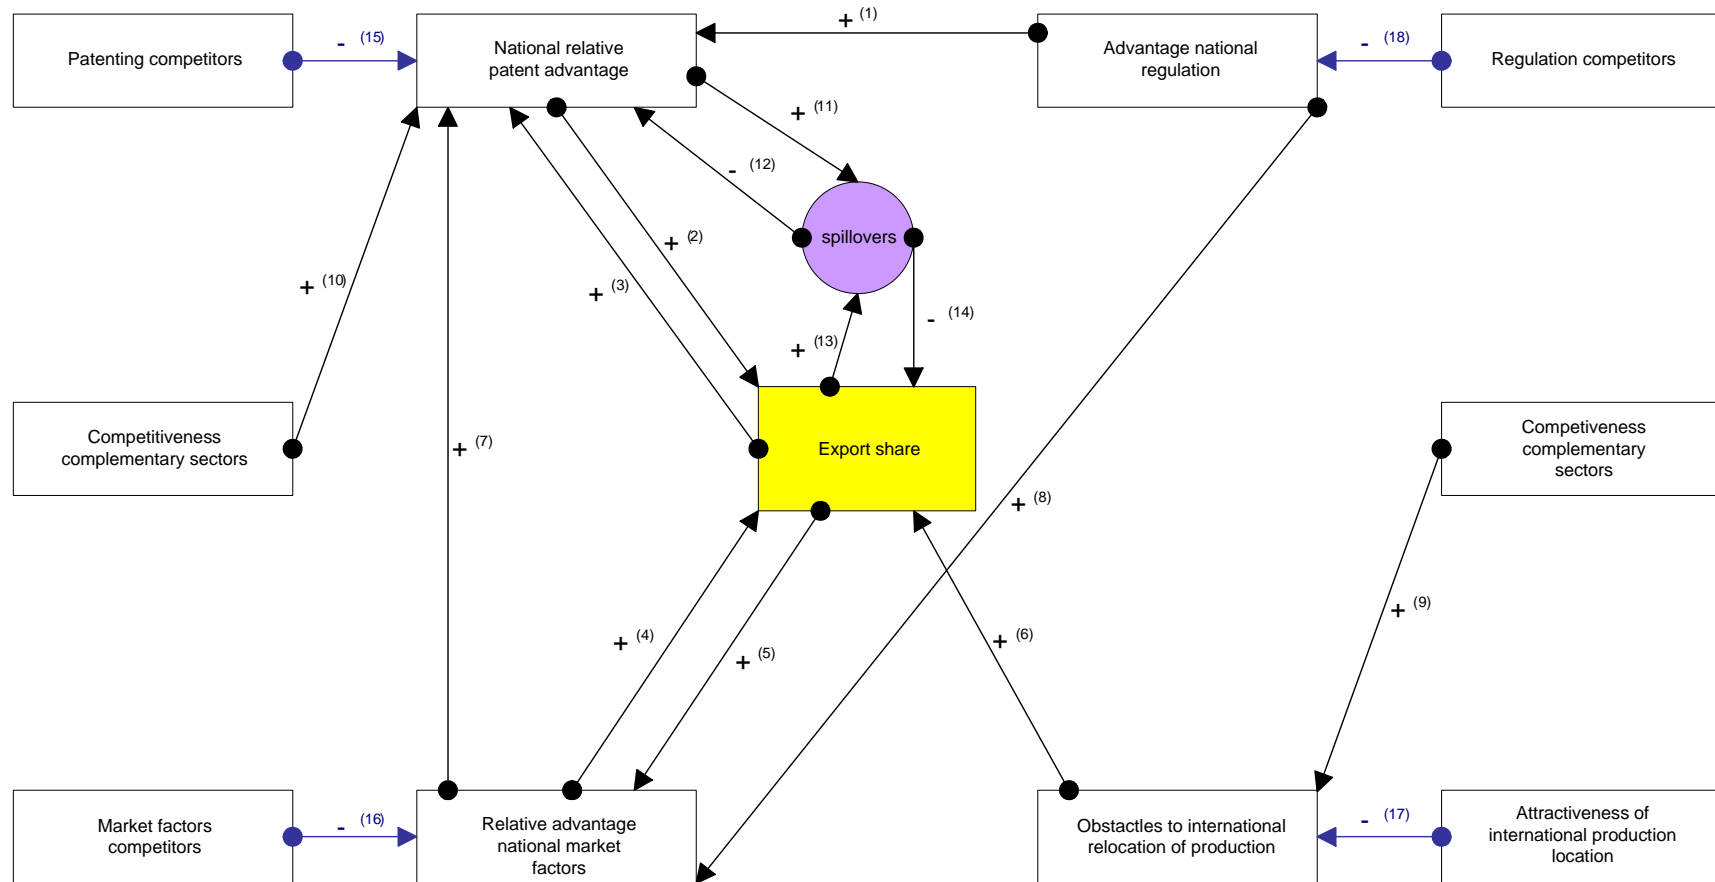 + (1)
Patenting competitors
- (15)
National relative
patent advantage
Advantage national
regulation
- (18)
Regulation competitors
+ (11)
- (12)
+ (2)
spillovers
+ (10)
+ (3)
- (14)
+ (13)
Competitiveness
complementary sectors
+ (7)
Export share
Competiveness
complementary
sectors
+ (8)
+ (9)
+ (4)
+ (5)
+ (6)
Market factors
competitors
- (16)
Relative advantage
national market
factors
Obstactles to international
relocation of production
- (17)
Attractiveness of
international production
location